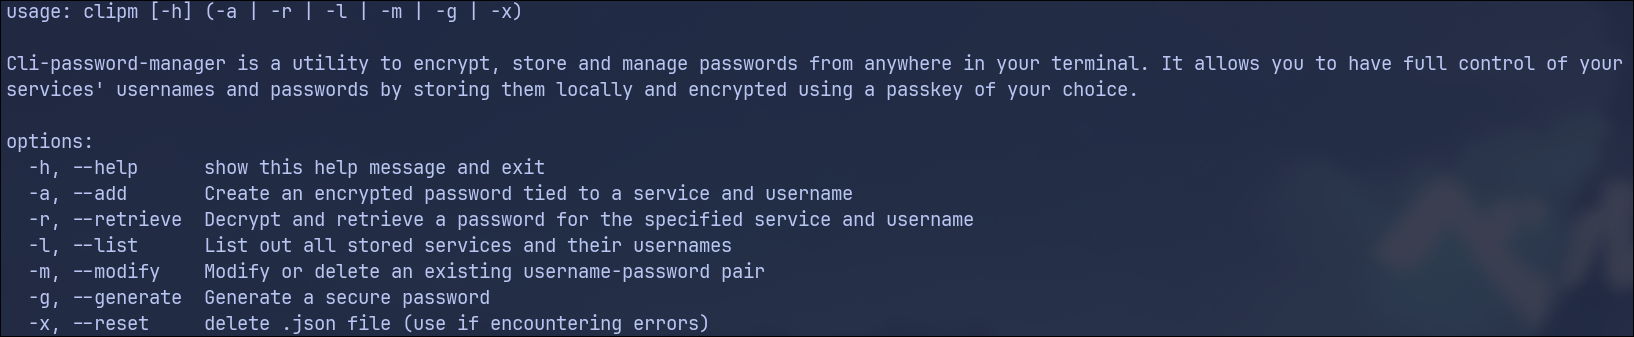 usage: clipm [-h] (-a | -r | -l | -m | -g | -x)
Cli-password-manager is a utility to encrypt, store and manage passwords from anywhere in your terminal. It allows you to have full control of your
services' usernames and passwords by storing them locally and encrypted using a passkey of your choice.
options:
-h, --help show this help message and exit
-a, --add Create an encrypted password tied to a service and username
-r, --retrieve Decrypt and retrieve a password for the specified service and username
-l, --list List out all stored services and their usernames
-m, --modify Modify or delete an existing username-password pair
-g, --generate Generate a secure password
-x, --reset delete .json file (use if encountering errors)